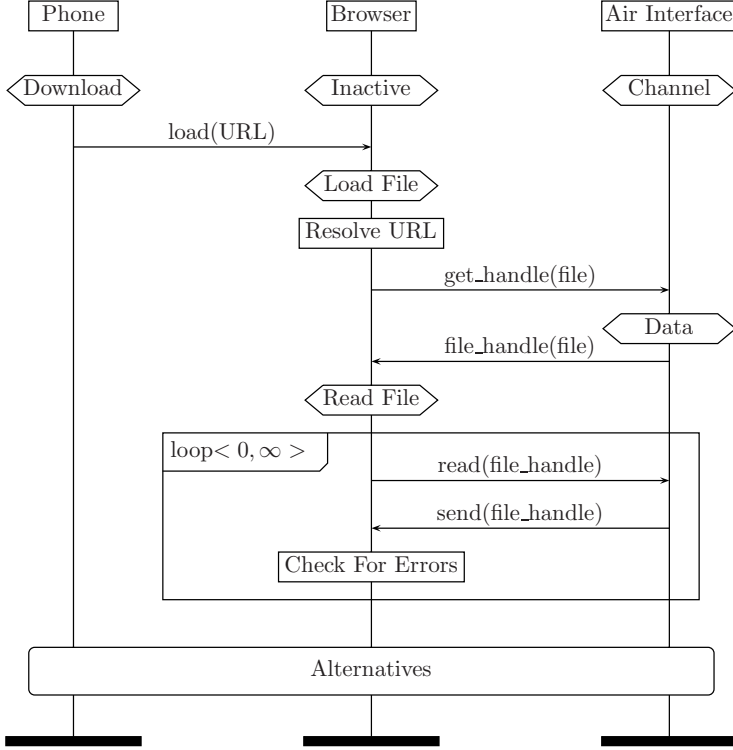 Phone
Browser
Air Interface
Download
Inactive
Channel
load(URL)
Load File
Resolve URL
get_handle(file)
Data
file_handle(file)
Read File
loop< 0, ∞ >
read(file_handle)
send(file_handle)
Check For Errors
Alternatives